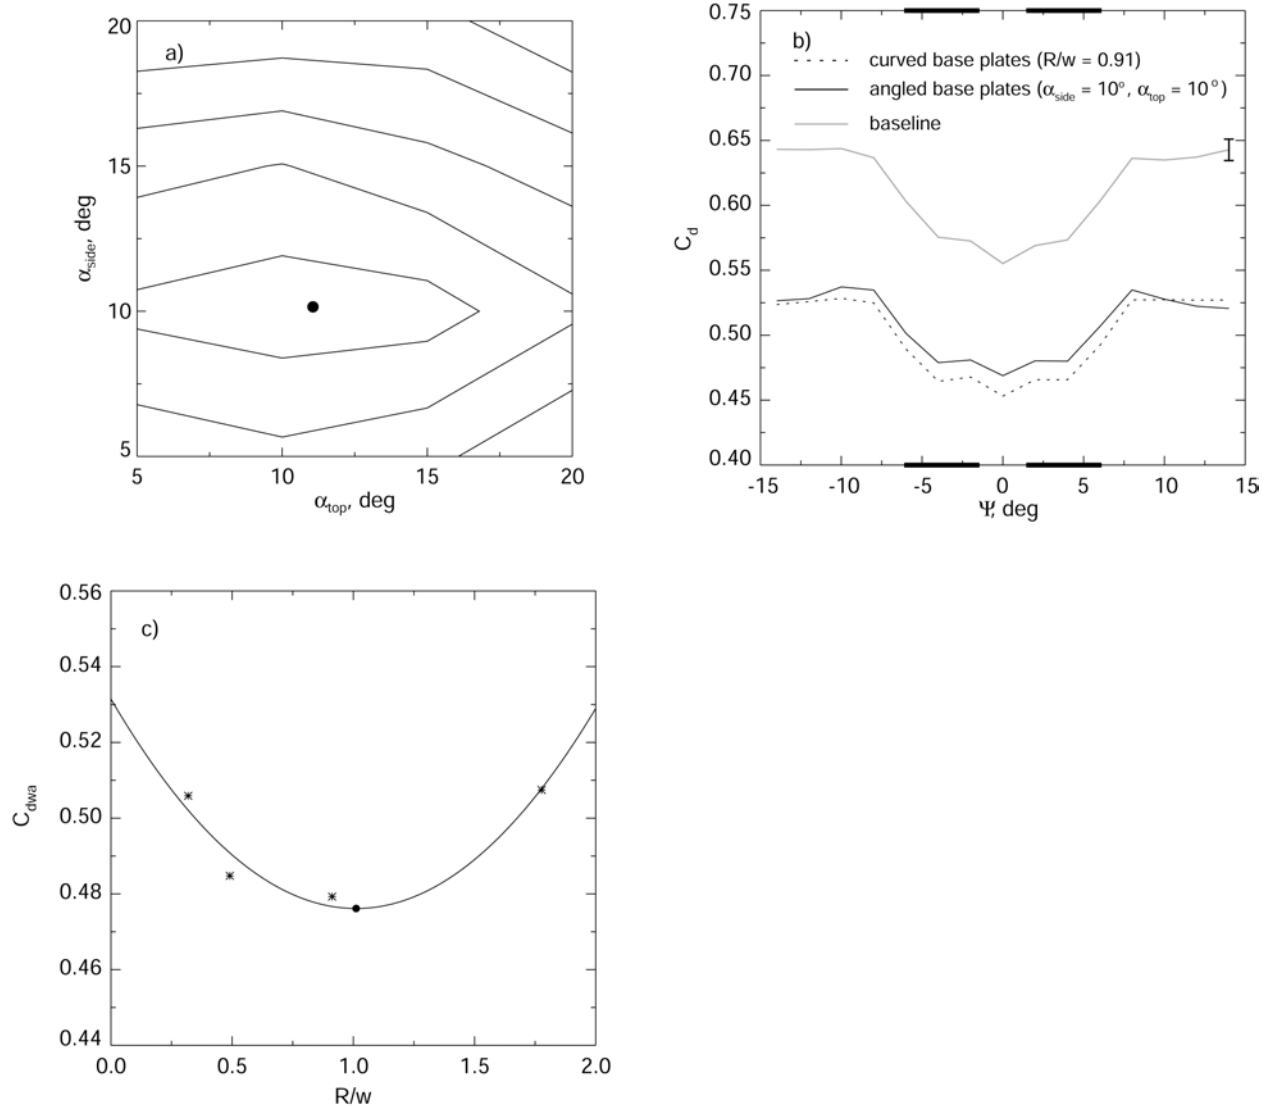 a)
20
15
10
5
α_side, deg
5 10 15 20
α_top, deg
b)
curved base plates (R/w = 0.91)
angled base plates (α_side = 10°, α_top = 10°)
baseline
0.75
0.70
0.65
0.60
0.55
0.50
0.45
0.40
C_d
-15 -10 -5 0 5 10 15
Ψ, deg
c)
0.56
0.54
0.52
0.50
0.48
0.46
0.44
C_dwa
0.0 0.5 1.0 1.5 2.0
R/w